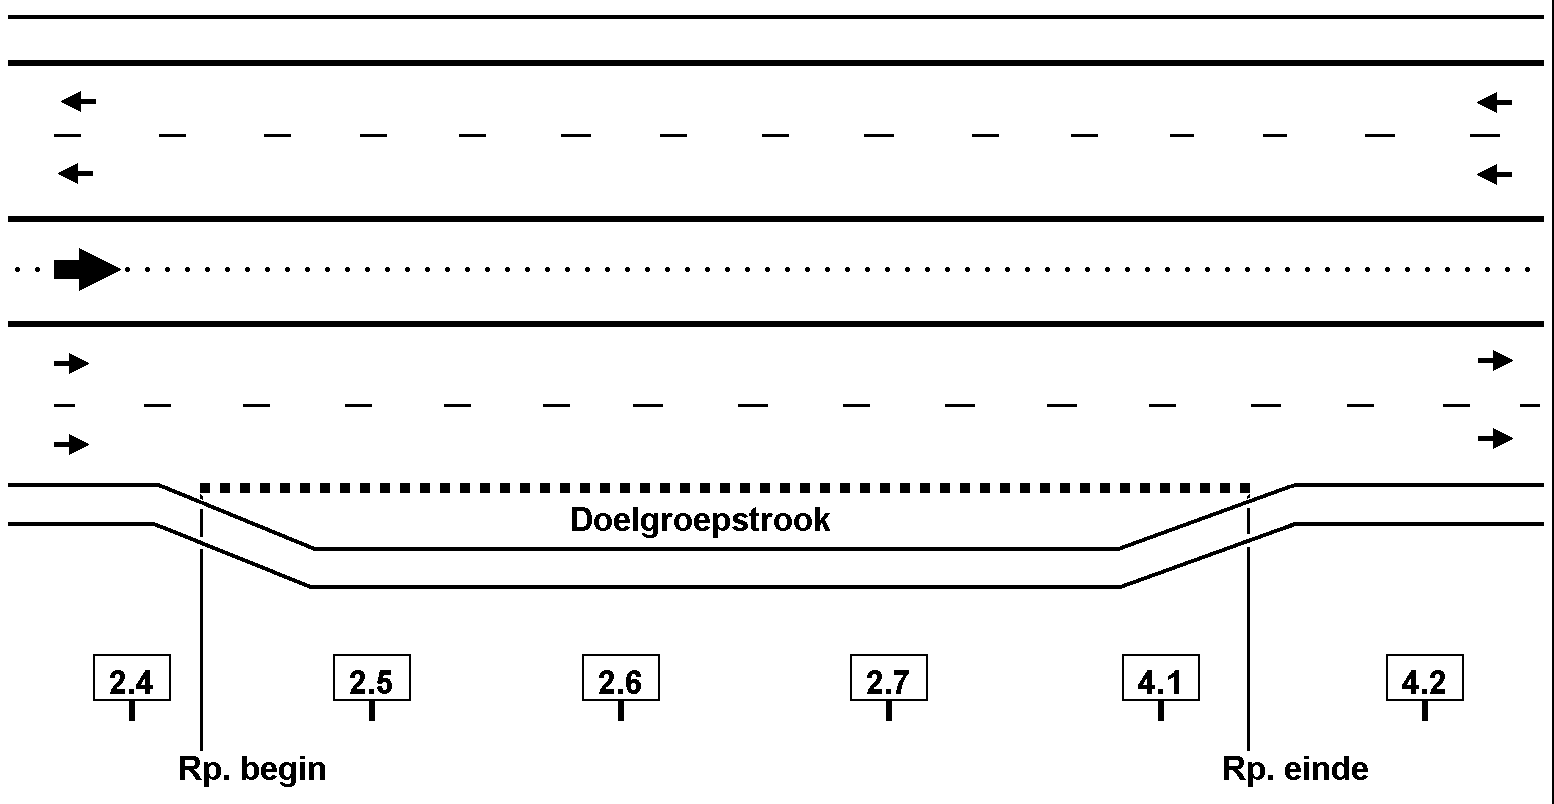 Doelgroepstrook
2.4 2.5 2.6 2.7 4.1 4.2
Rp. begin Rp. einde